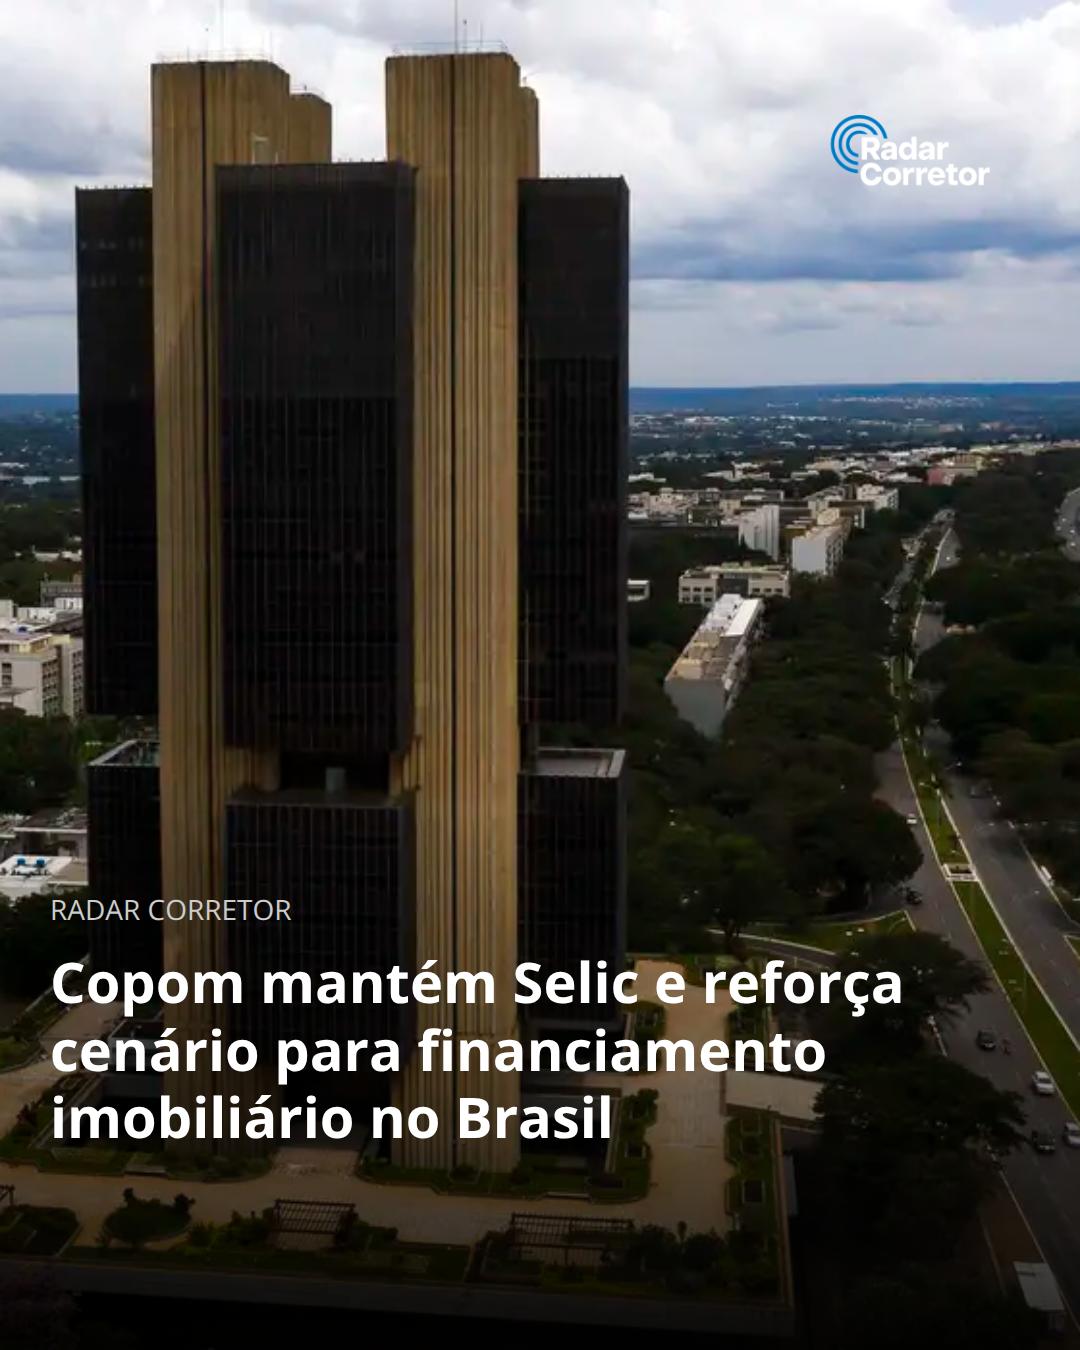 Radar
Corretor
RADAR CORRETOR
Copom mantém Selic e reforça
cenário para financiamento
imobiliário no Brasil